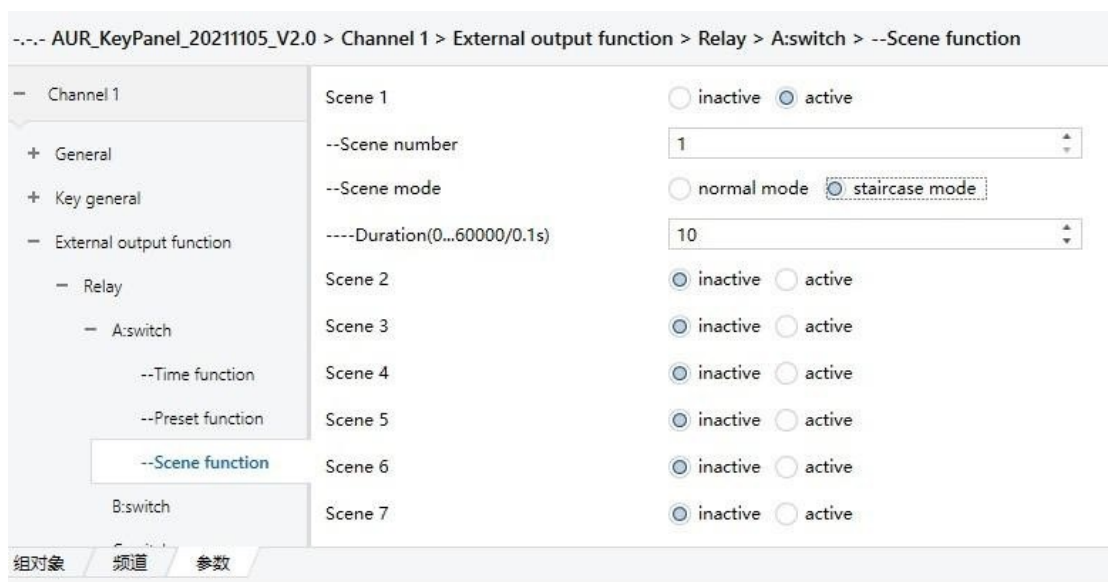 -.-.- AUR_KeyPanel_20211105_V2.0 > Channel 1 > External output function > Relay > A:switch > --Scene function
− Channel 1
+ General
+ Key general
− External output function
− Relay
− A:switch
--Time function
--Preset function
--Scene function
B:switch
Scene 1 inactive active
--Scene number 1
--Scene mode normal mode staircase mode
----Duration(0...60000/0.1s) 10
Scene 2 inactive active
Scene 3 inactive active
Scene 4 inactive active
Scene 5 inactive active
Scene 6 inactive active
Scene 7 inactive active
组对象 频道 参数